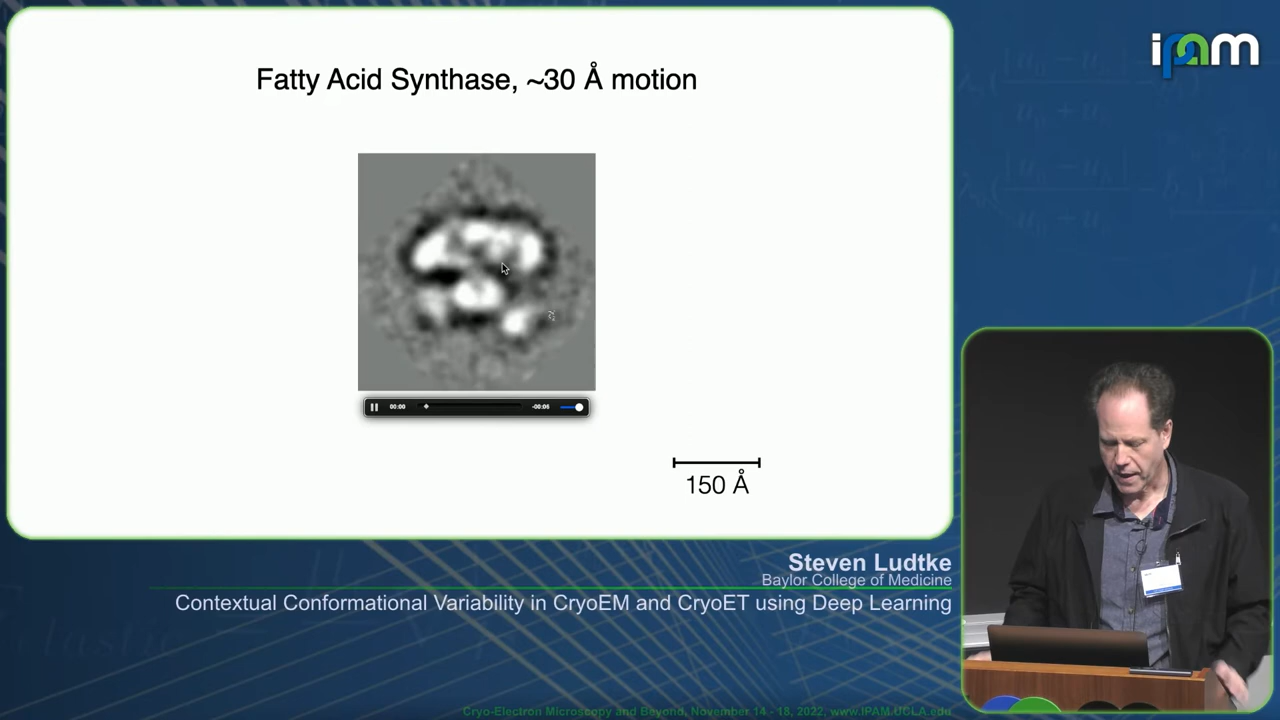 Fatty Acid Synthase, ~30 Å motion
ipam
00:00
-00:06
150 Å
Steven Ludtke
Baylor College of Medicine
Contextual Conformational Variability in CryoEM and CryoET using Deep Learning
Cryo-Electron Microscopy and Beyond, November 14 - 18, 2022, www.IPAM.UCLA.edu